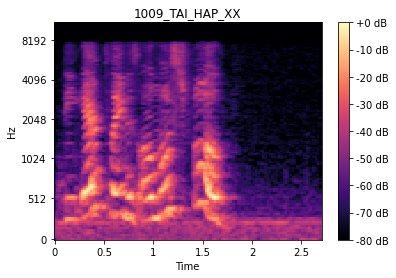 1009_TAI_HAP_XX
+0 dB
8192
-10 dB
4096
-20 dB
-30 dB
2048
-40 dB
Hz
1024
-50 dB
512
-60 dB
-70 dB
0
-80 dB
0 0.5 1 1.5 2 2.5
Time